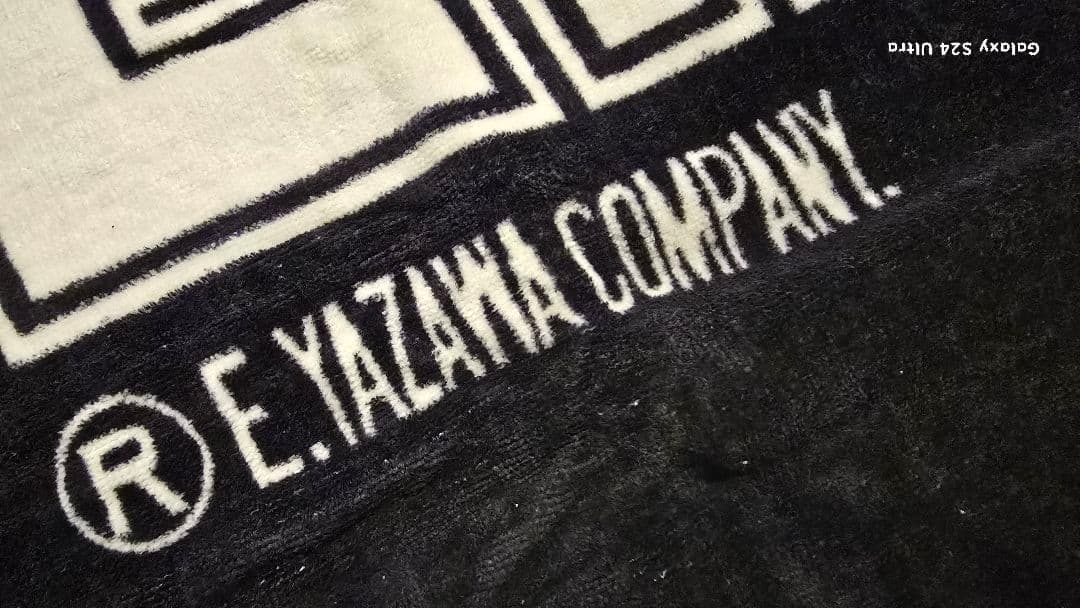 Galaxy S24 Ultra
® E.YAZAWA COMPANY.